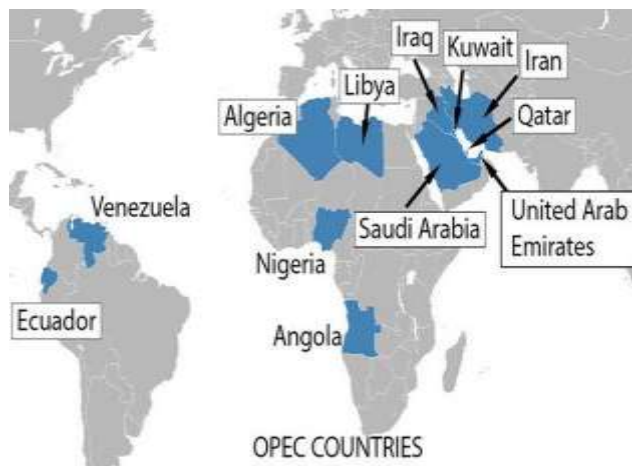 Iraq
Kuwait
Iran
Libya
Algeria
Qatar
Venezuela
Saudi Arabia
United Arab
Emirates
Nigeria
Ecuador
Angola
OPEC COUNTRIES